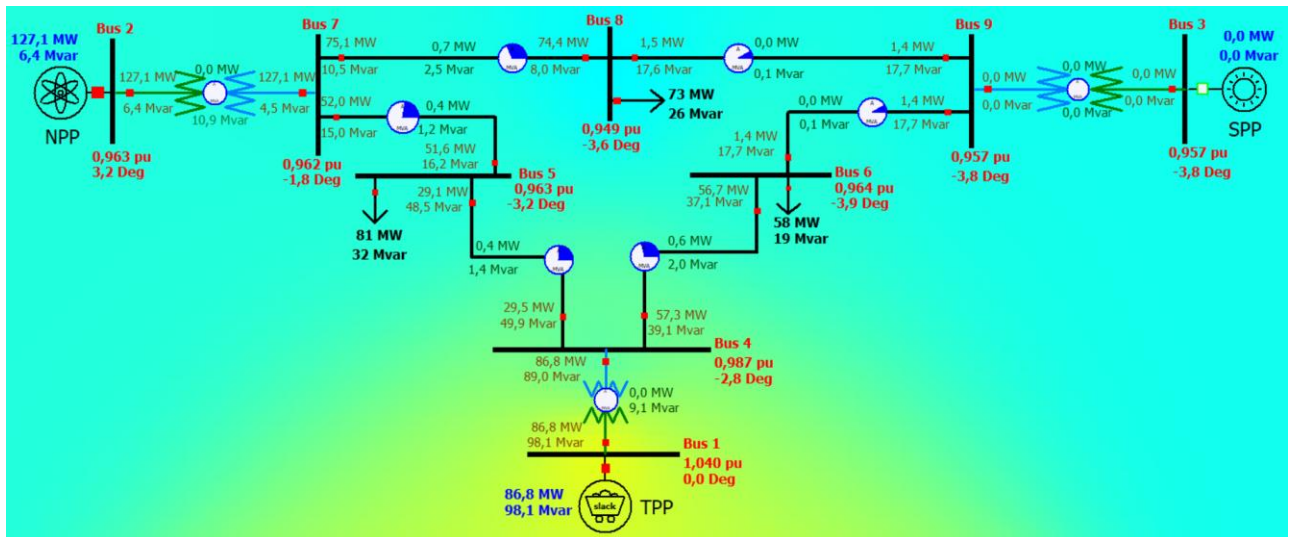 Bus 2
127,1 MW
6,4 Mvar
NPP
127,1 MW
6,4 Mvar
0,0 MW
10,9 Mvar
127,1 MW
4,5 Mvar
0,963 pu
3,2 Deg
Bus 7
75,1 MW
10,5 Mvar
0,7 MW
2,5 Mvar
74,4 MW
8,0 Mvar
52,0 MW
15,0 Mvar
A
MVA
0,4 MW
1,2 Mvar
51,6 MW
16,2 Mvar
0,962 pu
-1,8 Deg
Bus 8
1,5 MW
17,6 Mvar
A
0,0 MW
0,1 Mvar
1,4 MW
17,7 Mvar
73 MW
26 Mvar
0,949 pu
-3,6 Deg
Bus 9
0,0 MW
0,0 Mvar
0,0 MW
0,0 Mvar
0,0 MW
0,0 Mvar
Bus 3
0,0 MW
0,0 Mvar
SPP
0,957 pu
-3,8 Deg
0,957 pu
-3,8 Deg
0,0 MW
0,1 Mvar
A
MVA
1,4 MW
17,7 Mvar
1,4 MW
17,7 Mvar
Bus 5
0,963 pu
-3,2 Deg
29,1 MW
48,5 Mvar
81 MW
32 Mvar
0,4 MW
1,4 Mvar
MVA
29,5 MW
49,9 Mvar
Bus 6
0,964 pu
-3,9 Deg
56,7 MW
37,1 Mvar
58 MW
19 Mvar
0,6 MW
2,0 Mvar
MVA
57,3 MW
39,1 Mvar
Bus 4
0,987 pu
-2,8 Deg
86,8 MW
89,0 Mvar
0,0 MW
9,1 Mvar
86,8 MW
98,1 Mvar
Bus 1
1,040 pu
0,0 Deg
86,8 MW
98,1 Mvar
slack
TPP